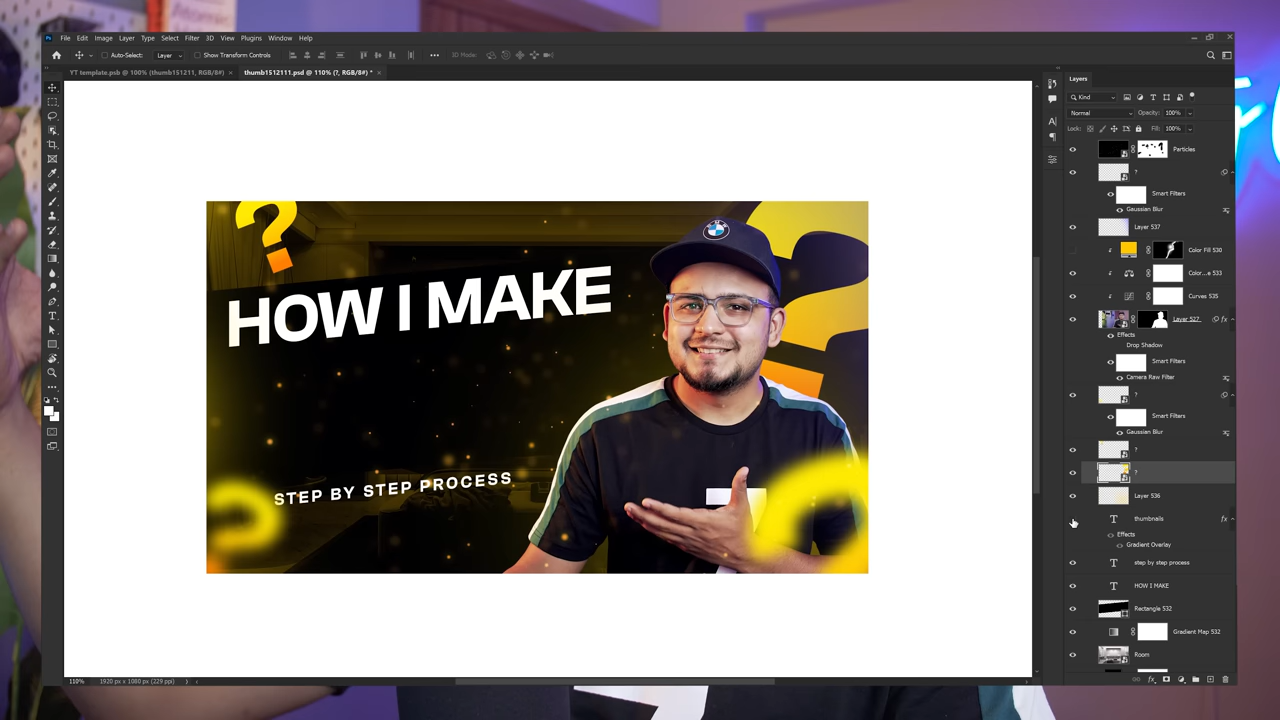 File Edit Image Layer Type Select Filter 3D View Plugins Window Help
Auto-Select: Layer Show Transform Controls 3D Mode:
YT template.psb @ 100% (thumb151211, RGB/8#) × thumb1512111.psd @ 110% (?, RGB/8#) * ×
Layers
Kind
Normal Opacity: 100%
Lock: Fill: 100%
Particles
?
Smart Filters
Gaussian Blur
Layer 537
Color Fill 530
Color...e 533
Curves 535
Layer 527
Effects
Drop Shadow
Smart Filters
Camera Raw Filter
?
Smart Filters
Gaussian Blur
?
?
Layer 536
thumbnails
Effects
Gradient Overlay
step by step process
HOW I MAKE
Rectangle 532
Gradient Map 532
Room
?
HOW I MAKE
STEP BY STEP PROCESS
110% 1920 px x 1080 px (229 ppi)